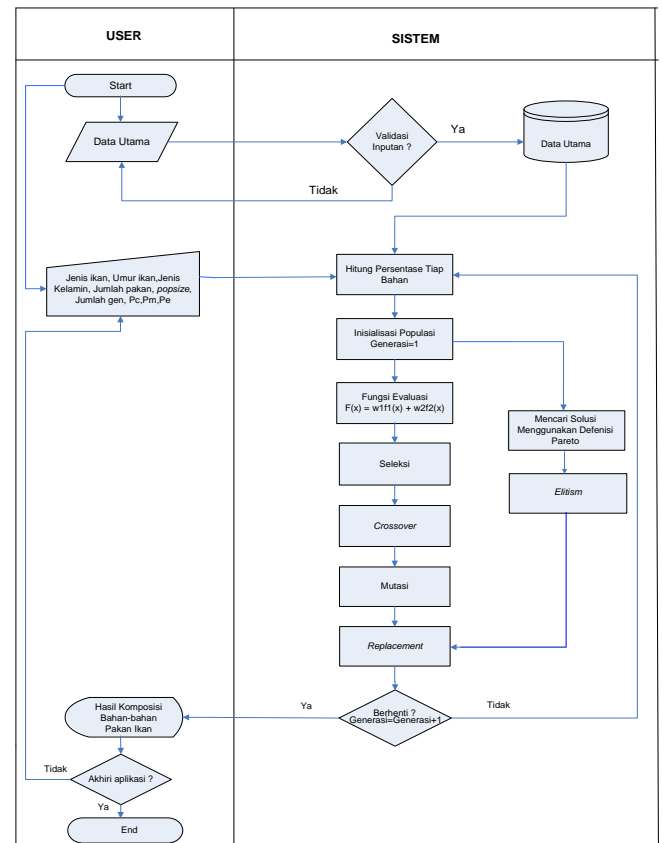 USER
SISTEM
Start
Data Utama
Validasi
Inputan ?
Ya
Data Utama
Tidak
Jenis ikan, Umur ikan,Jenis
Kelamin, Jumlah pakan, popsize,
Jumlah gen, Pc,Pm,Pe
Hitung Persentase Tiap
Bahan
Inisialisasi Populasi
Generasi=1
Fungsi Evaluasi
F(x) = w1f1(x) + w2f2(x)
Mencari Solusi
Menggunakan Defenisi
Pareto
Seleksi
Elitism
Crossover
Mutasi
Replacement
Berhenti ?
Generasi=Generasi+1
Ya
Tidak
Hasil Komposisi
Bahan-bahan
Pakan Ikan
Tidak
Akhiri aplikasi ?
Ya
End